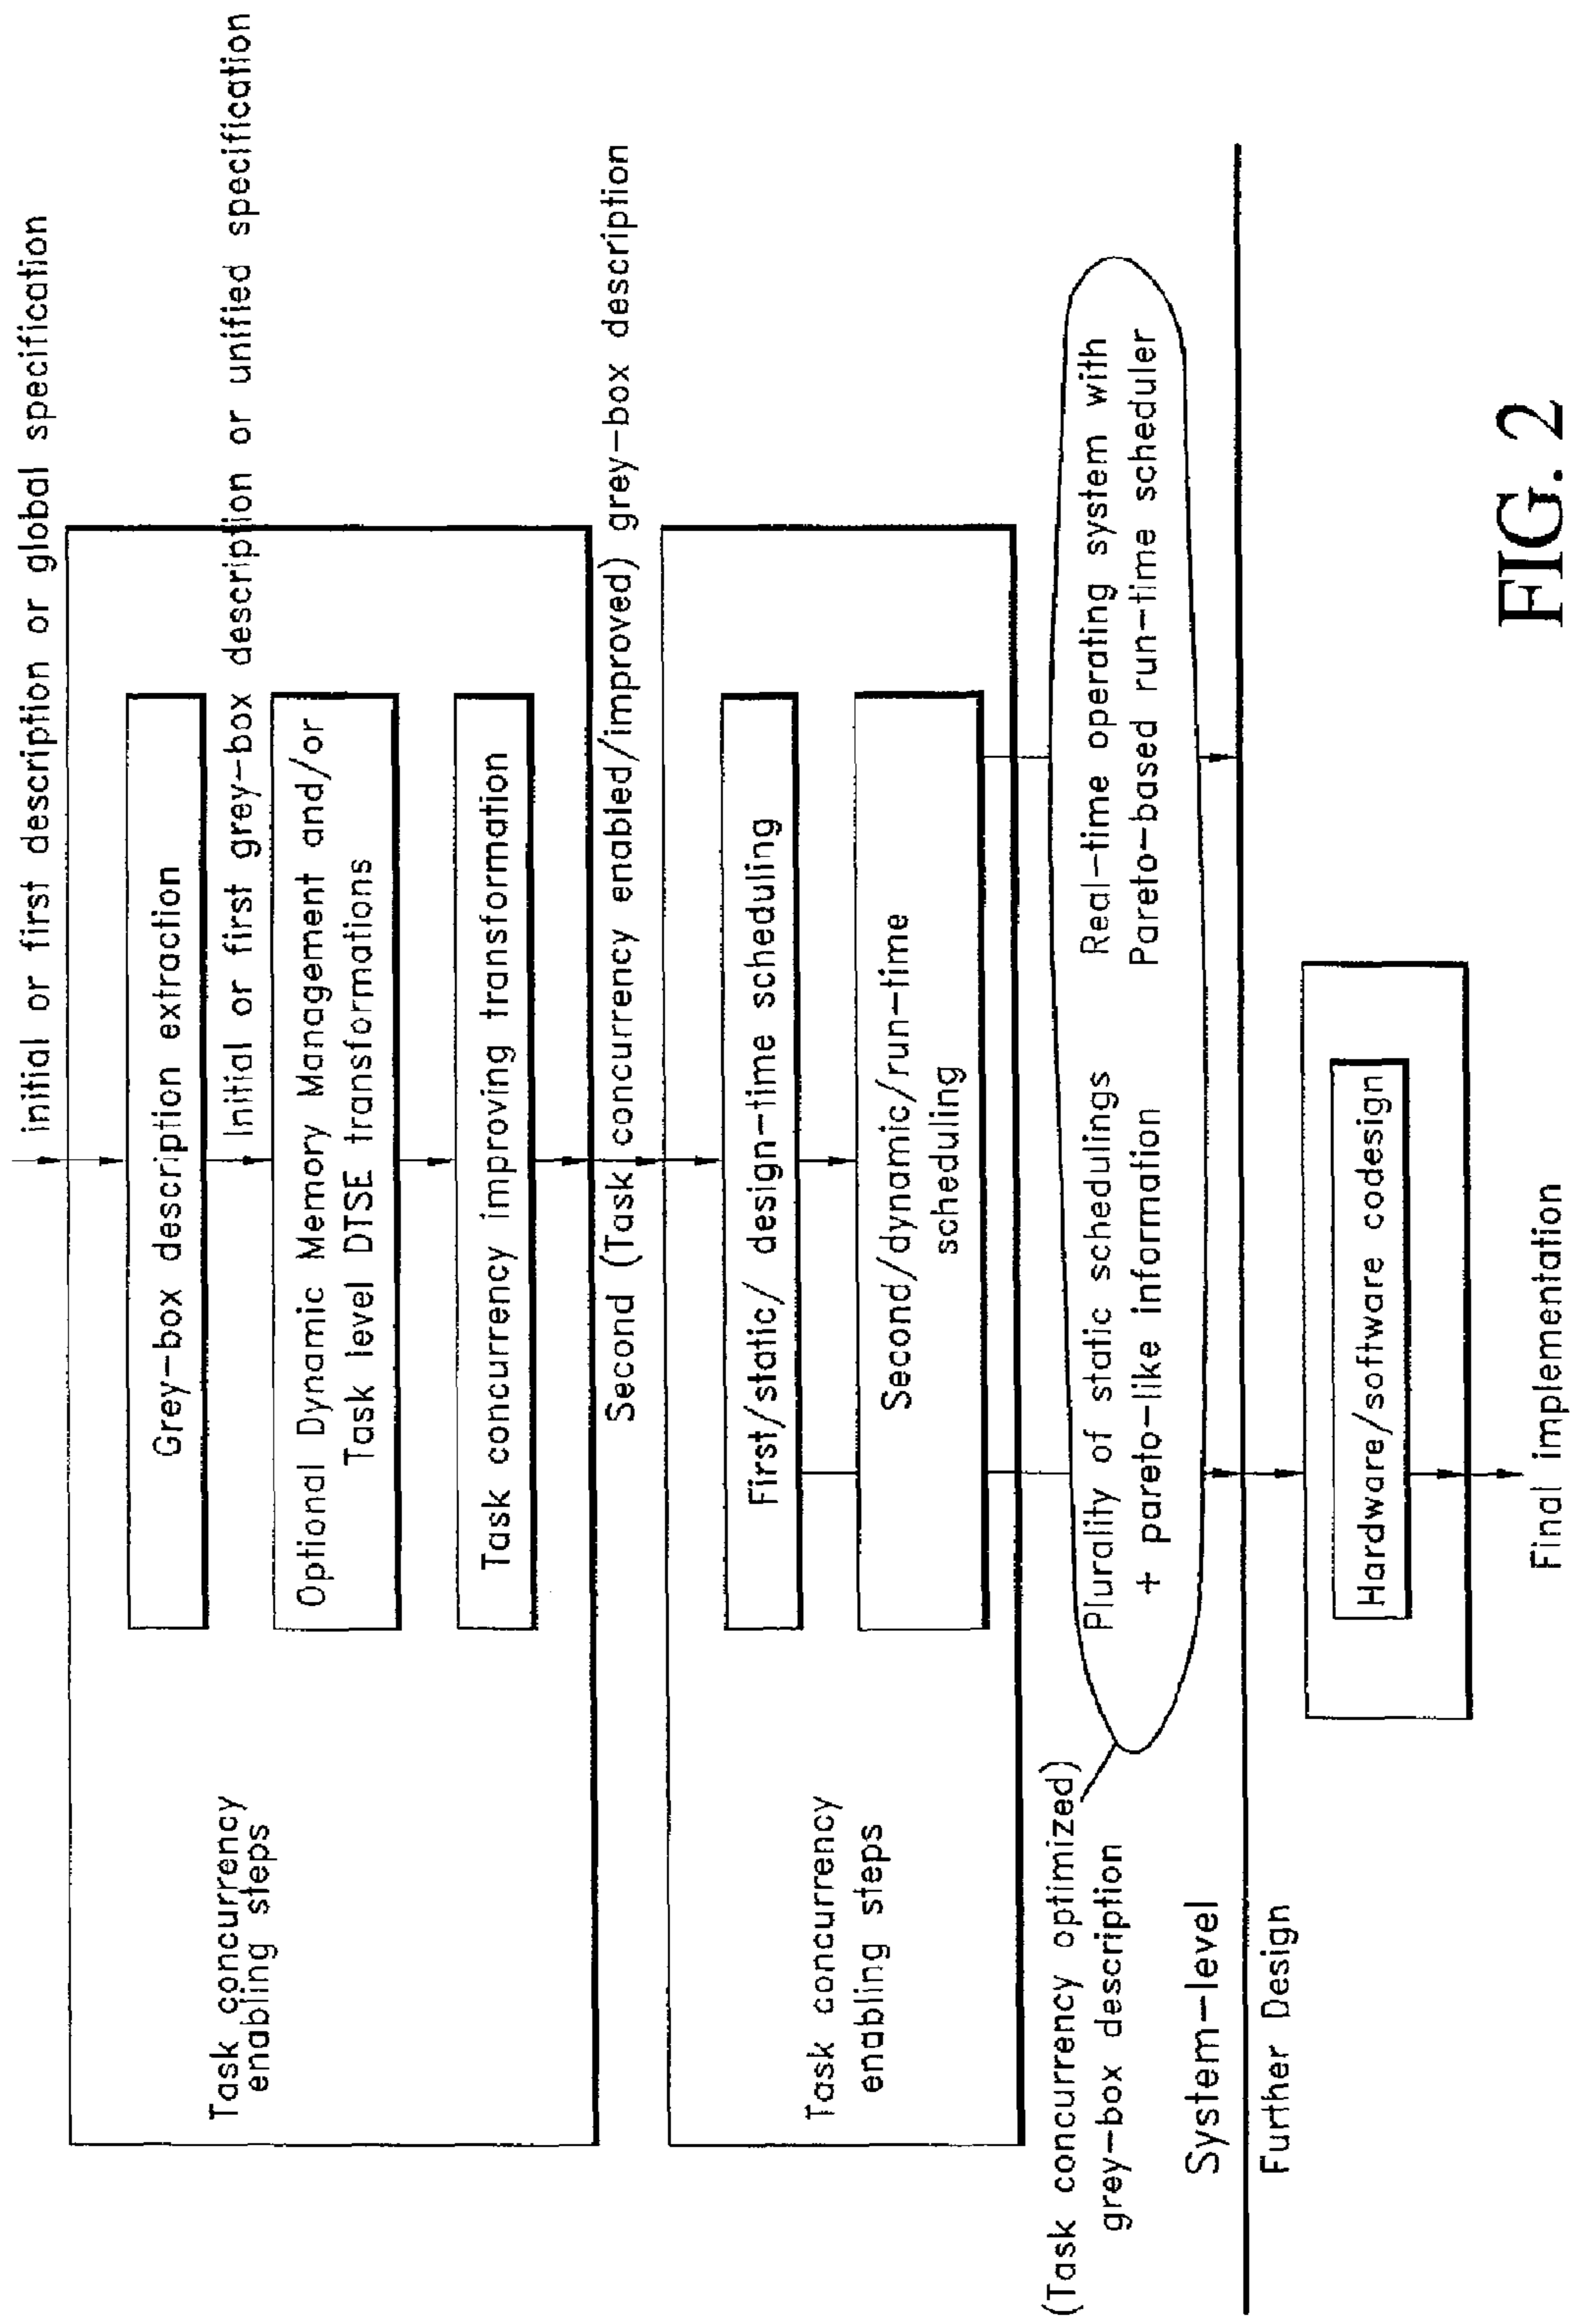 initial or first description or global specification
Grey-box description extraction
Initial or first grey-box description or unified specification
Optional Dynamic Memory Management and/or
Task level DTSE transformations
Task concurrency improving transformation
Task concurrency
enabling steps
Second (Task concurrency enabled/improved) grey-box description
First/static/ design-time scheduling
Second/dynamic/run-time
scheduling
Task concurrency
enabling steps
(Task concurrency optimized)
grey-box description
Plurality of static schedulings
+ pareto-like information
Real-time operating system with
Pareto-based run-time scheduler
System-level
Further Design
Hardware/software codesign
Final implementation
FIG. 2